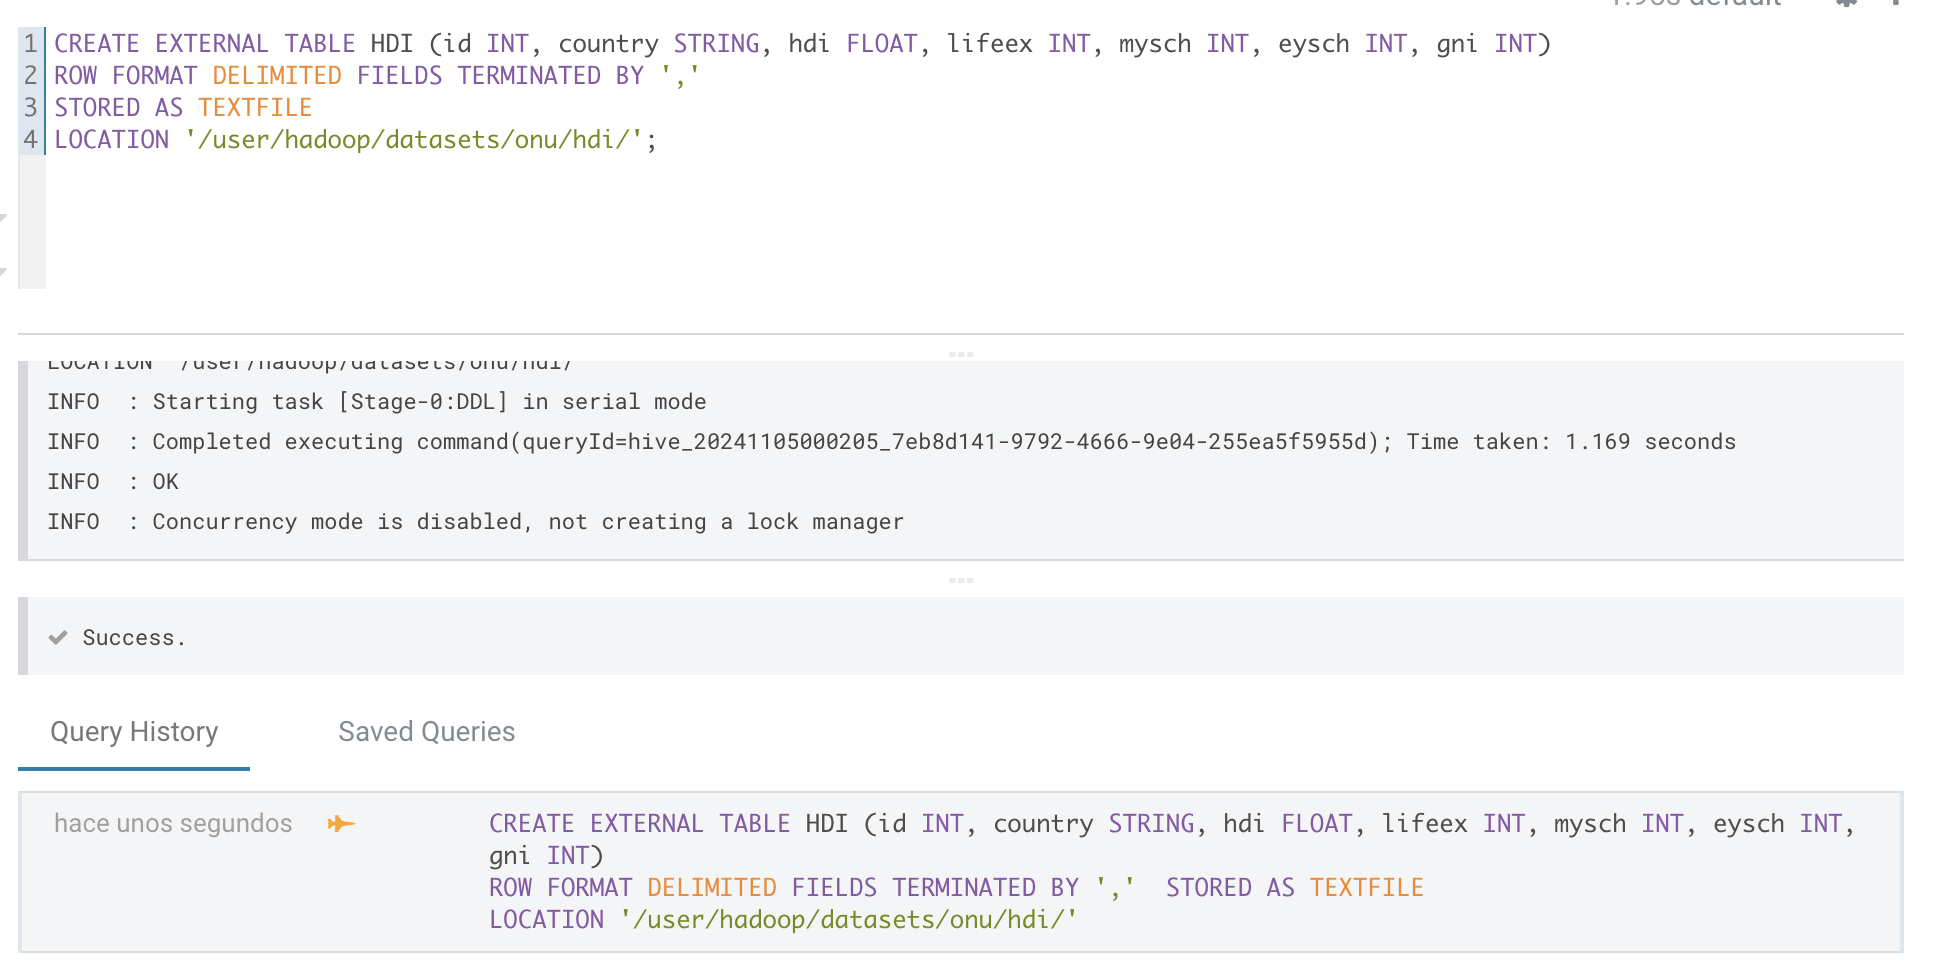 default
1 CREATE EXTERNAL TABLE HDI (id INT, country STRING, hdi FLOAT, lifeex INT, mysch INT, eysch INT, gni INT)
2 ROW FORMAT DELIMITED FIELDS TERMINATED BY ','
3 STORED AS TEXTFILE
4 LOCATION '/user/hadoop/datasets/onu/hdi/';
LOCATION '/user/hadoop/datasets/onu/hdi/'
INFO  : Starting task [Stage-0:DDL] in serial mode
INFO  : Completed executing command(queryId=hive_20241105000205_7eb8d141-9792-4666-9e04-255ea5f5955d); Time taken: 1.169 seconds
INFO  : OK
INFO  : Concurrency mode is disabled, not creating a lock manager
Success.
Query History Saved Queries
hace unos segundos CREATE EXTERNAL TABLE HDI (id INT, country STRING, hdi FLOAT, lifeex INT, mysch INT, eysch INT,
gni INT)
ROW FORMAT DELIMITED FIELDS TERMINATED BY ','  STORED AS TEXTFILE
LOCATION '/user/hadoop/datasets/onu/hdi/'